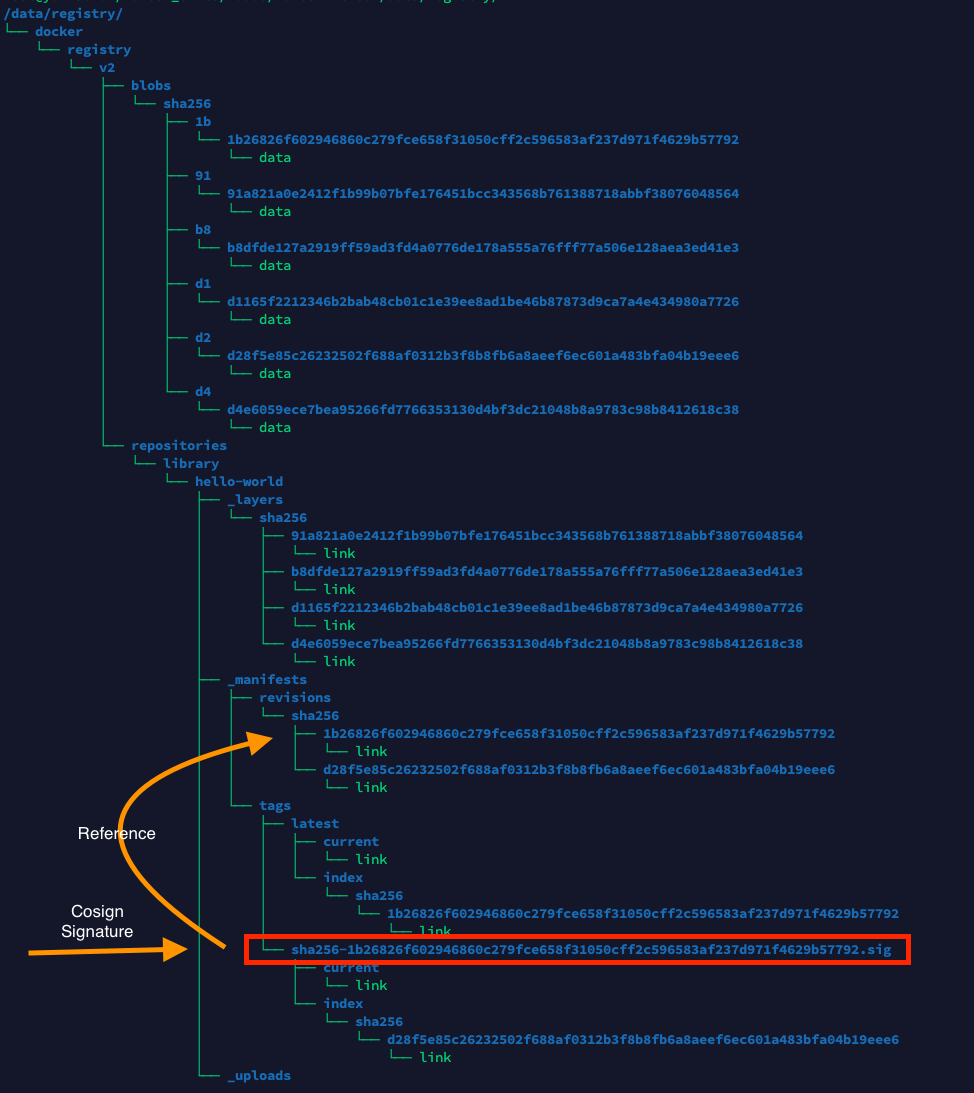 /data/registry/
└── docker
    └── registry
        └── v2
            ├── blobs
            │   └── sha256
            │       ├── 1b
            │       │   └── 1b26826f602946860c279fce658f31050cff2c596583af237d971f4629b57792
            │       │       └── data
            │       ├── 91
            │       │   └── 91a821a0e2412f1b99b07bfe176451bcc343568b761388718abbf38076048564
            │       │       └── data
            │       ├── b8
            │       │   └── b8dfde127a2919ff59ad3fd4a0776de178a555a76fff77a506e128aea3ed41e3
            │       │       └── data
            │       ├── d1
            │       │   └── d1165f2212346b2bab48cb01c1e39ee8ad1be46b87873d9ca7a4e434980a7726
            │       │       └── data
            │       ├── d2
            │       │   └── d28f5e85c26232502f688af0312b3f8b8fb6a8aeef6ec601a483bfa04b19eee6
            │       │       └── data
            │       └── d4
            │           └── d4e6059ece7bea95266fd7766353130d4bf3dc21048b8a9783c98b8412618c38
            │               └── data
            └── repositories
                └── library
                    └── hello-world
                        ├── _layers
                        │   └── sha256
                        │       ├── 91a821a0e2412f1b99b07bfe176451bcc343568b761388718abbf38076048564
                        │       │   └── link
                        │       ├── b8dfde127a2919ff59ad3fd4a0776de178a555a76fff77a506e128aea3ed41e3
                        │       │   └── link
                        │       ├── d1165f2212346b2bab48cb01c1e39ee8ad1be46b87873d9ca7a4e434980a7726
                        │       │   └── link
                        │       └── d4e6059ece7bea95266fd7766353130d4bf3dc21048b8a9783c98b8412618c38
                        │           └── link
                        ├── _manifests
                        │   ├── revisions
                        │   │   └── sha256
                        │   │       ├── 1b26826f602946860c279fce658f31050cff2c596583af237d971f4629b57792
                        │   │       │   └── link
                        │   │       └── d28f5e85c26232502f688af0312b3f8b8fb6a8aeef6ec601a483bfa04b19eee6
                        │   │           └── link
                        │   └── tags
                        │       ├── latest
                        │       │   ├── current
                        │       │   │   └── link
                        │       │   └── index
                        │       │       └── sha256
                        │       │           └── 1b26826f602946860c279fce658f31050cff2c596583af237d971f4629b57792
                        │       │               └── link
                        │       └── sha256-1b26826f602946860c279fce658f31050cff2c596583af237d971f4629b57792.sig
                        │           ├── current
                        │           │   └── link
                        │           └── index
                        │               └── sha256
                        │                   └── d28f5e85c26232502f688af0312b3f8b8fb6a8aeef6ec601a483bfa04b19eee6
                        │                       └── link
                        └── _uploads
Reference
Cosign
Signature